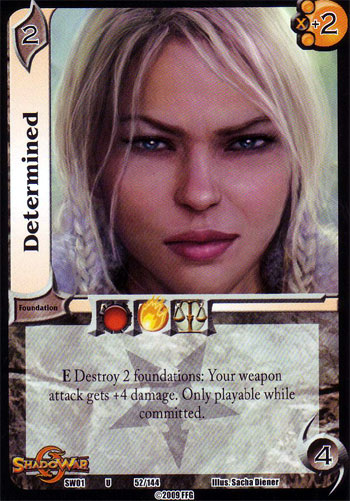 2
X +2
Determined
Foundation
E Destroy 2 foundations: Your weapon
attack gets +4 damage. Only playable while
committed.
4
SHADOWAR
SW01 U 52/144 Illus. Sacha Diener
©2009 FFG